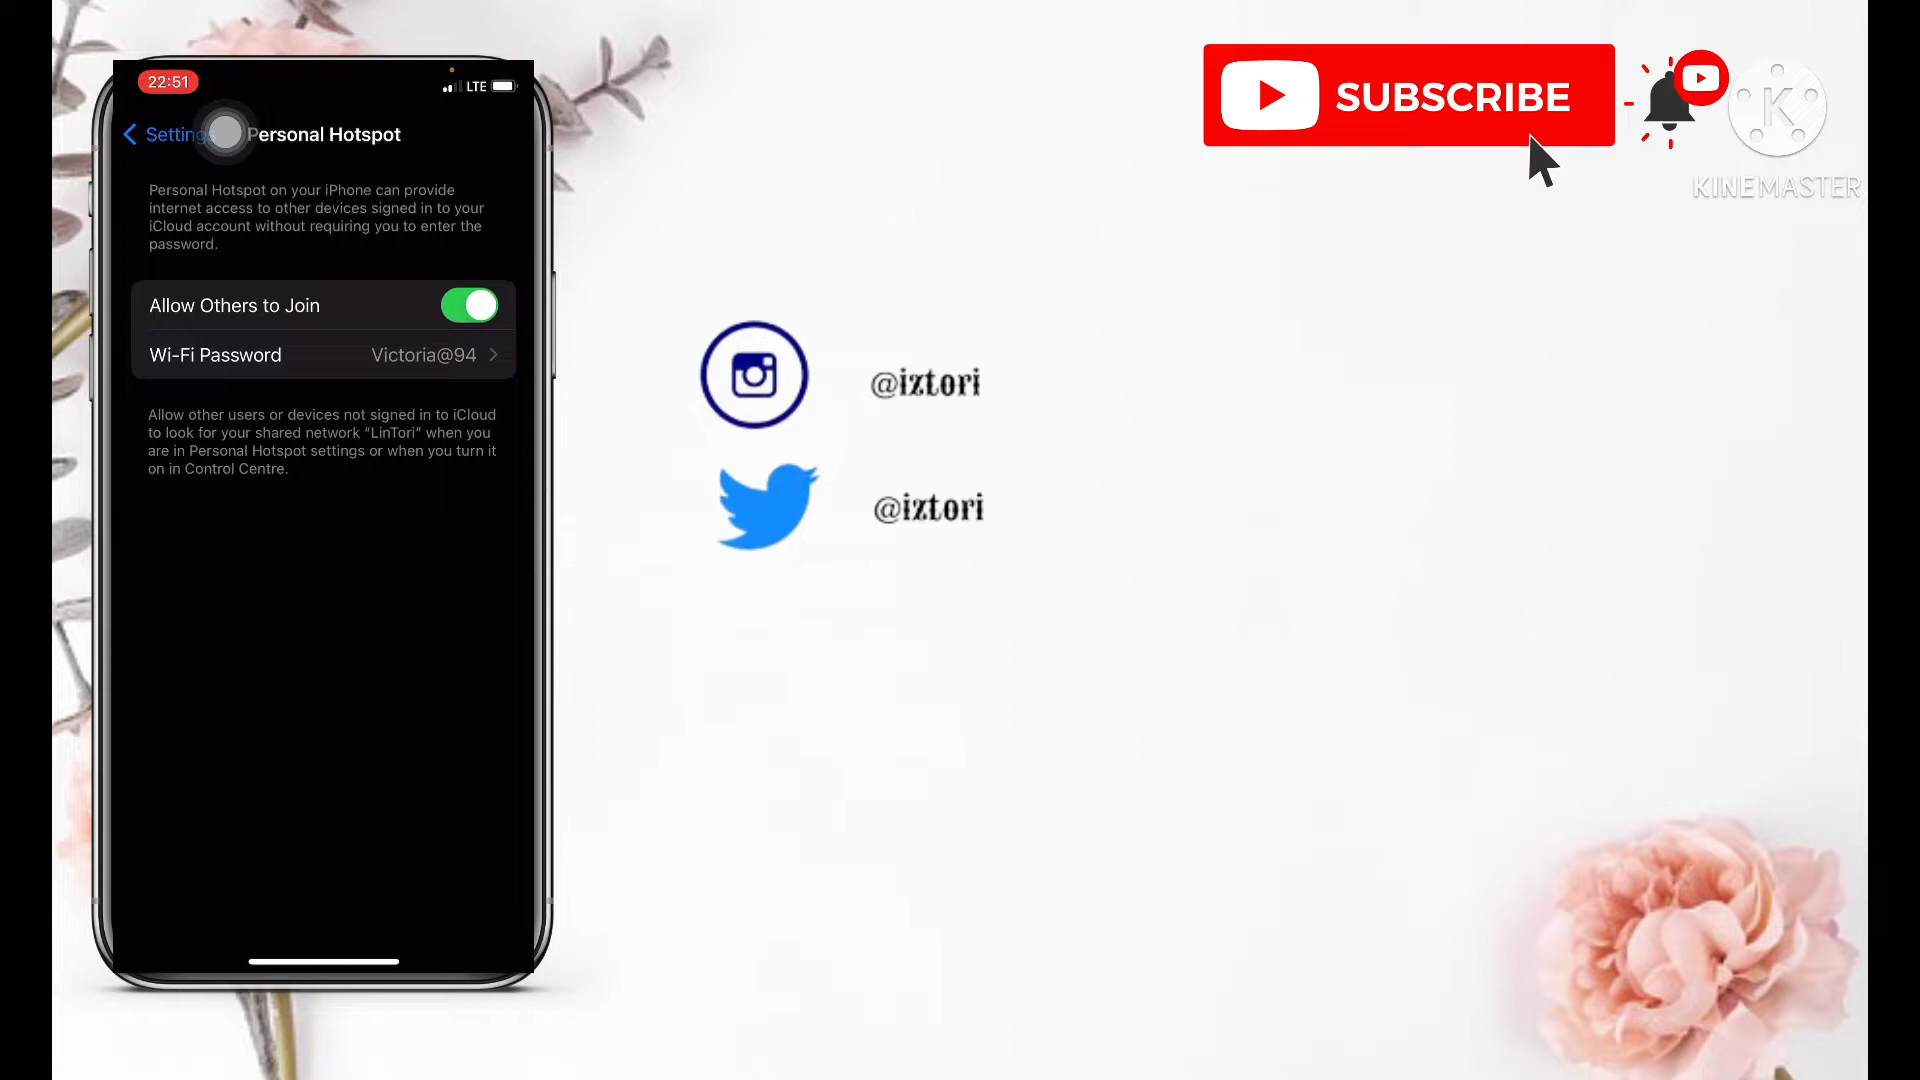 22:51
LTE
Settings
Personal Hotspot
Personal Hotspot on your iPhone can provide
internet access to other devices signed in to your
iCloud account without requiring you to enter the
password.
Allow Others to Join
Wi-Fi Password Victoria@94
Allow other users or devices not signed in to iCloud
to look for your shared network “LinTori” when you
are in Personal Hotspot settings or when you turn it
on in Control Centre.
@iztori
@iztori
SUBSCRIBE
K
KINEMASTER